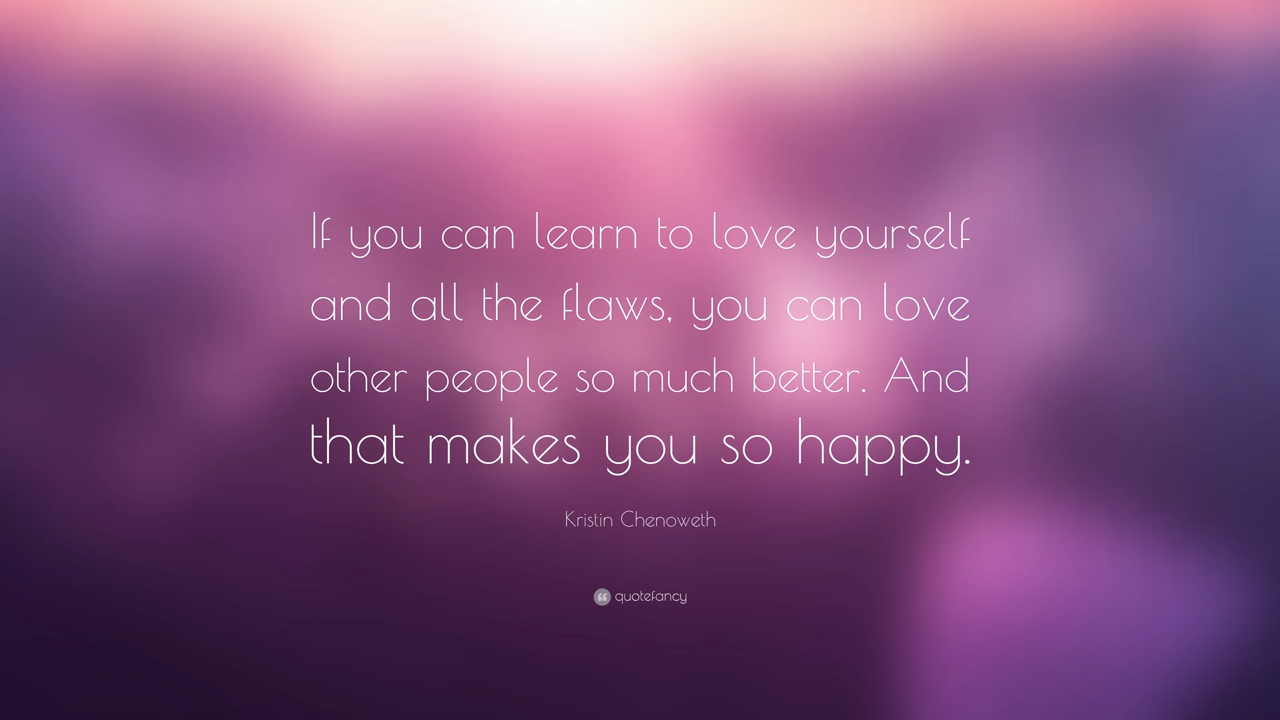 If you can learn to love yourself
and all the flaws, you can love
other people so much better. And
that makes you so happy.
Kristin Chenoweth
quotefancy